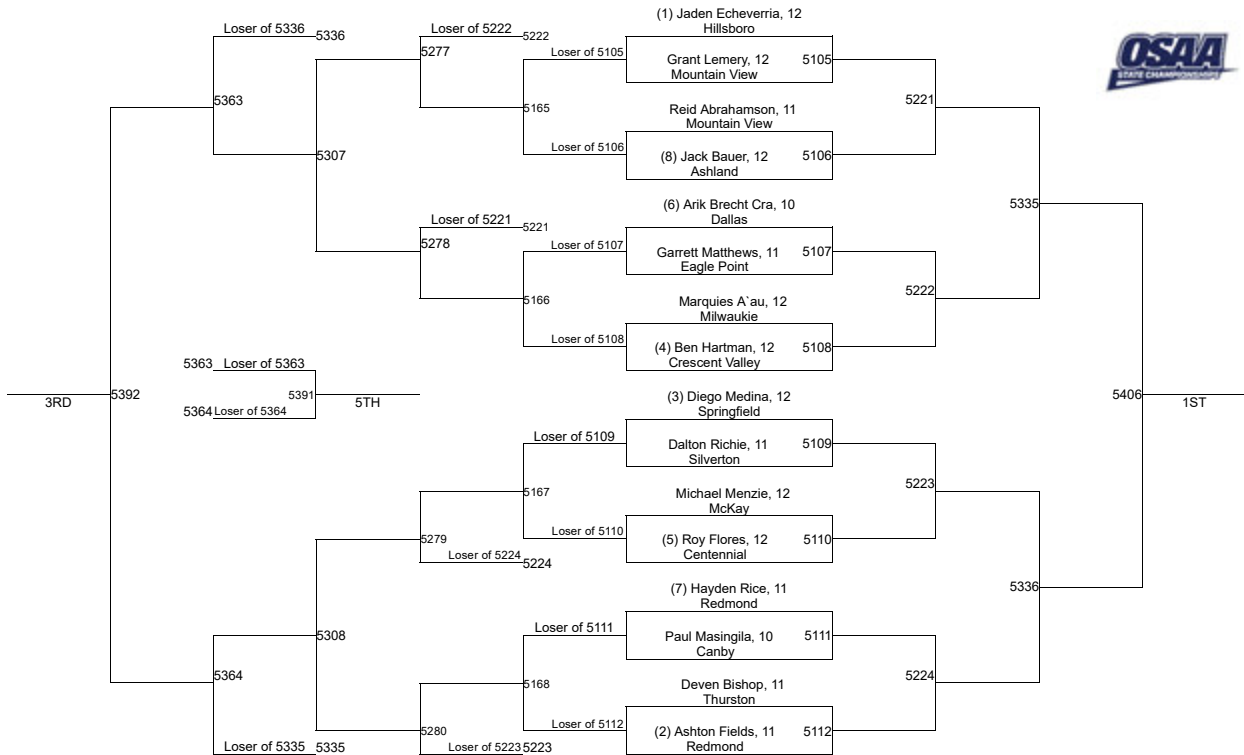 (1) Jaden Echeverria, 12
Hillsboro
Loser of 5336 5336
Loser of 5222 5222
5277
Loser of 5105
Grant Lemery, 12 5105
Mountain View
OSAA
STATE CHAMPIONSHIPS
5363
5165
5221
Reid Abrahamson, 11
Mountain View
5307
Loser of 5106
(8) Jack Bauer, 12 5106
Ashland
(6) Arik Brecht Cra, 10
Dallas
5335
Loser of 5221 5221
5278
Loser of 5107
Garrett Matthews, 11 5107
Eagle Point
5166
5222
Marquies A`au, 12
Milwaukie
Loser of 5108
(4) Ben Hartman, 12 5108
Crescent Valley
5363 Loser of 5363
3RD 5392
5391 5TH
5406 1ST
5364 Loser of 5364
(3) Diego Medina, 12
Springfield
Loser of 5109
Dalton Richie, 11 5109
Silverton
5167
5223
Michael Menzie, 12
McKay
5279
Loser of 5110
(5) Roy Flores, 12 5110
Centennial
Loser of 5224 5224
5336
(7) Hayden Rice, 11
Redmond
5308
Loser of 5111
Paul Masingila, 10 5111
Canby
5364
5168
5224
Deven Bishop, 11
Thurston
5280
Loser of 5112
(2) Ashton Fields, 11 5112
Redmond
Loser of 5335 5335
Loser of 5223 5223